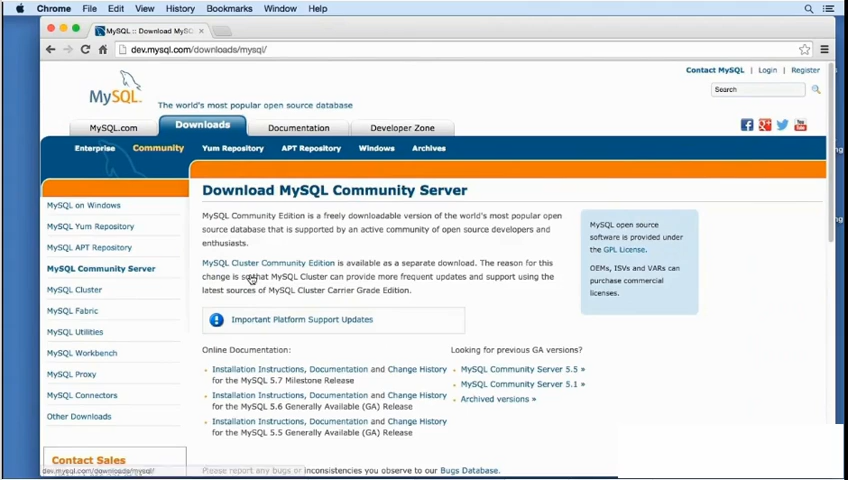 Chrome File Edit View History Bookmarks Window Help
MySQL :: Download MySQ
dev.mysql.com/downloads/mysql/
Contact MySQL | Login | Register
MySQL. The world's most popular open source database
Search
MySQL.com Downloads Documentation Developer Zone
Enterprise Community Yum Repository APT Repository Windows Archives
MySQL on Windows
MySQL Yum Repository
MySQL APT Repository
MySQL Community Server
MySQL Cluster
MySQL Fabric
MySQL Utilities
MySQL Workbench
MySQL Proxy
MySQL Connectors
Other Downloads
Contact Sales
Download MySQL Community Server
MySQL Community Edition is a freely downloadable version of the world's most popular open
source database that is supported by an active community of open source developers and
enthusiasts.
MySQL Cluster Community Edition is available as a separate download. The reason for this
change is so that MySQL Cluster can provide more frequent updates and support using the
latest sources of MySQL Cluster Carrier Grade Edition.
Important Platform Support Updates
Online Documentation:
Installation Instructions, Documentation and Change History
for the MySQL 5.7 Milestone Release
Installation Instructions, Documentation and Change History
for the MySQL 5.6 Generally Available (GA) Release
Installation Instructions, Documentation and Change History
for the MySQL 5.5 Generally Available (GA) Release
Looking for previous GA versions?
MySQL Community Server 5.5 »
MySQL Community Server 5.1 »
Archived versions »
Please report any bugs or inconsistencies you observe to our Bugs Database.
MySQL open source
software is provided under
the GPL License.
OEMs, ISVs and VARs can
purchase commercial
licenses.
dev.mysql.com/downloads/mysql/